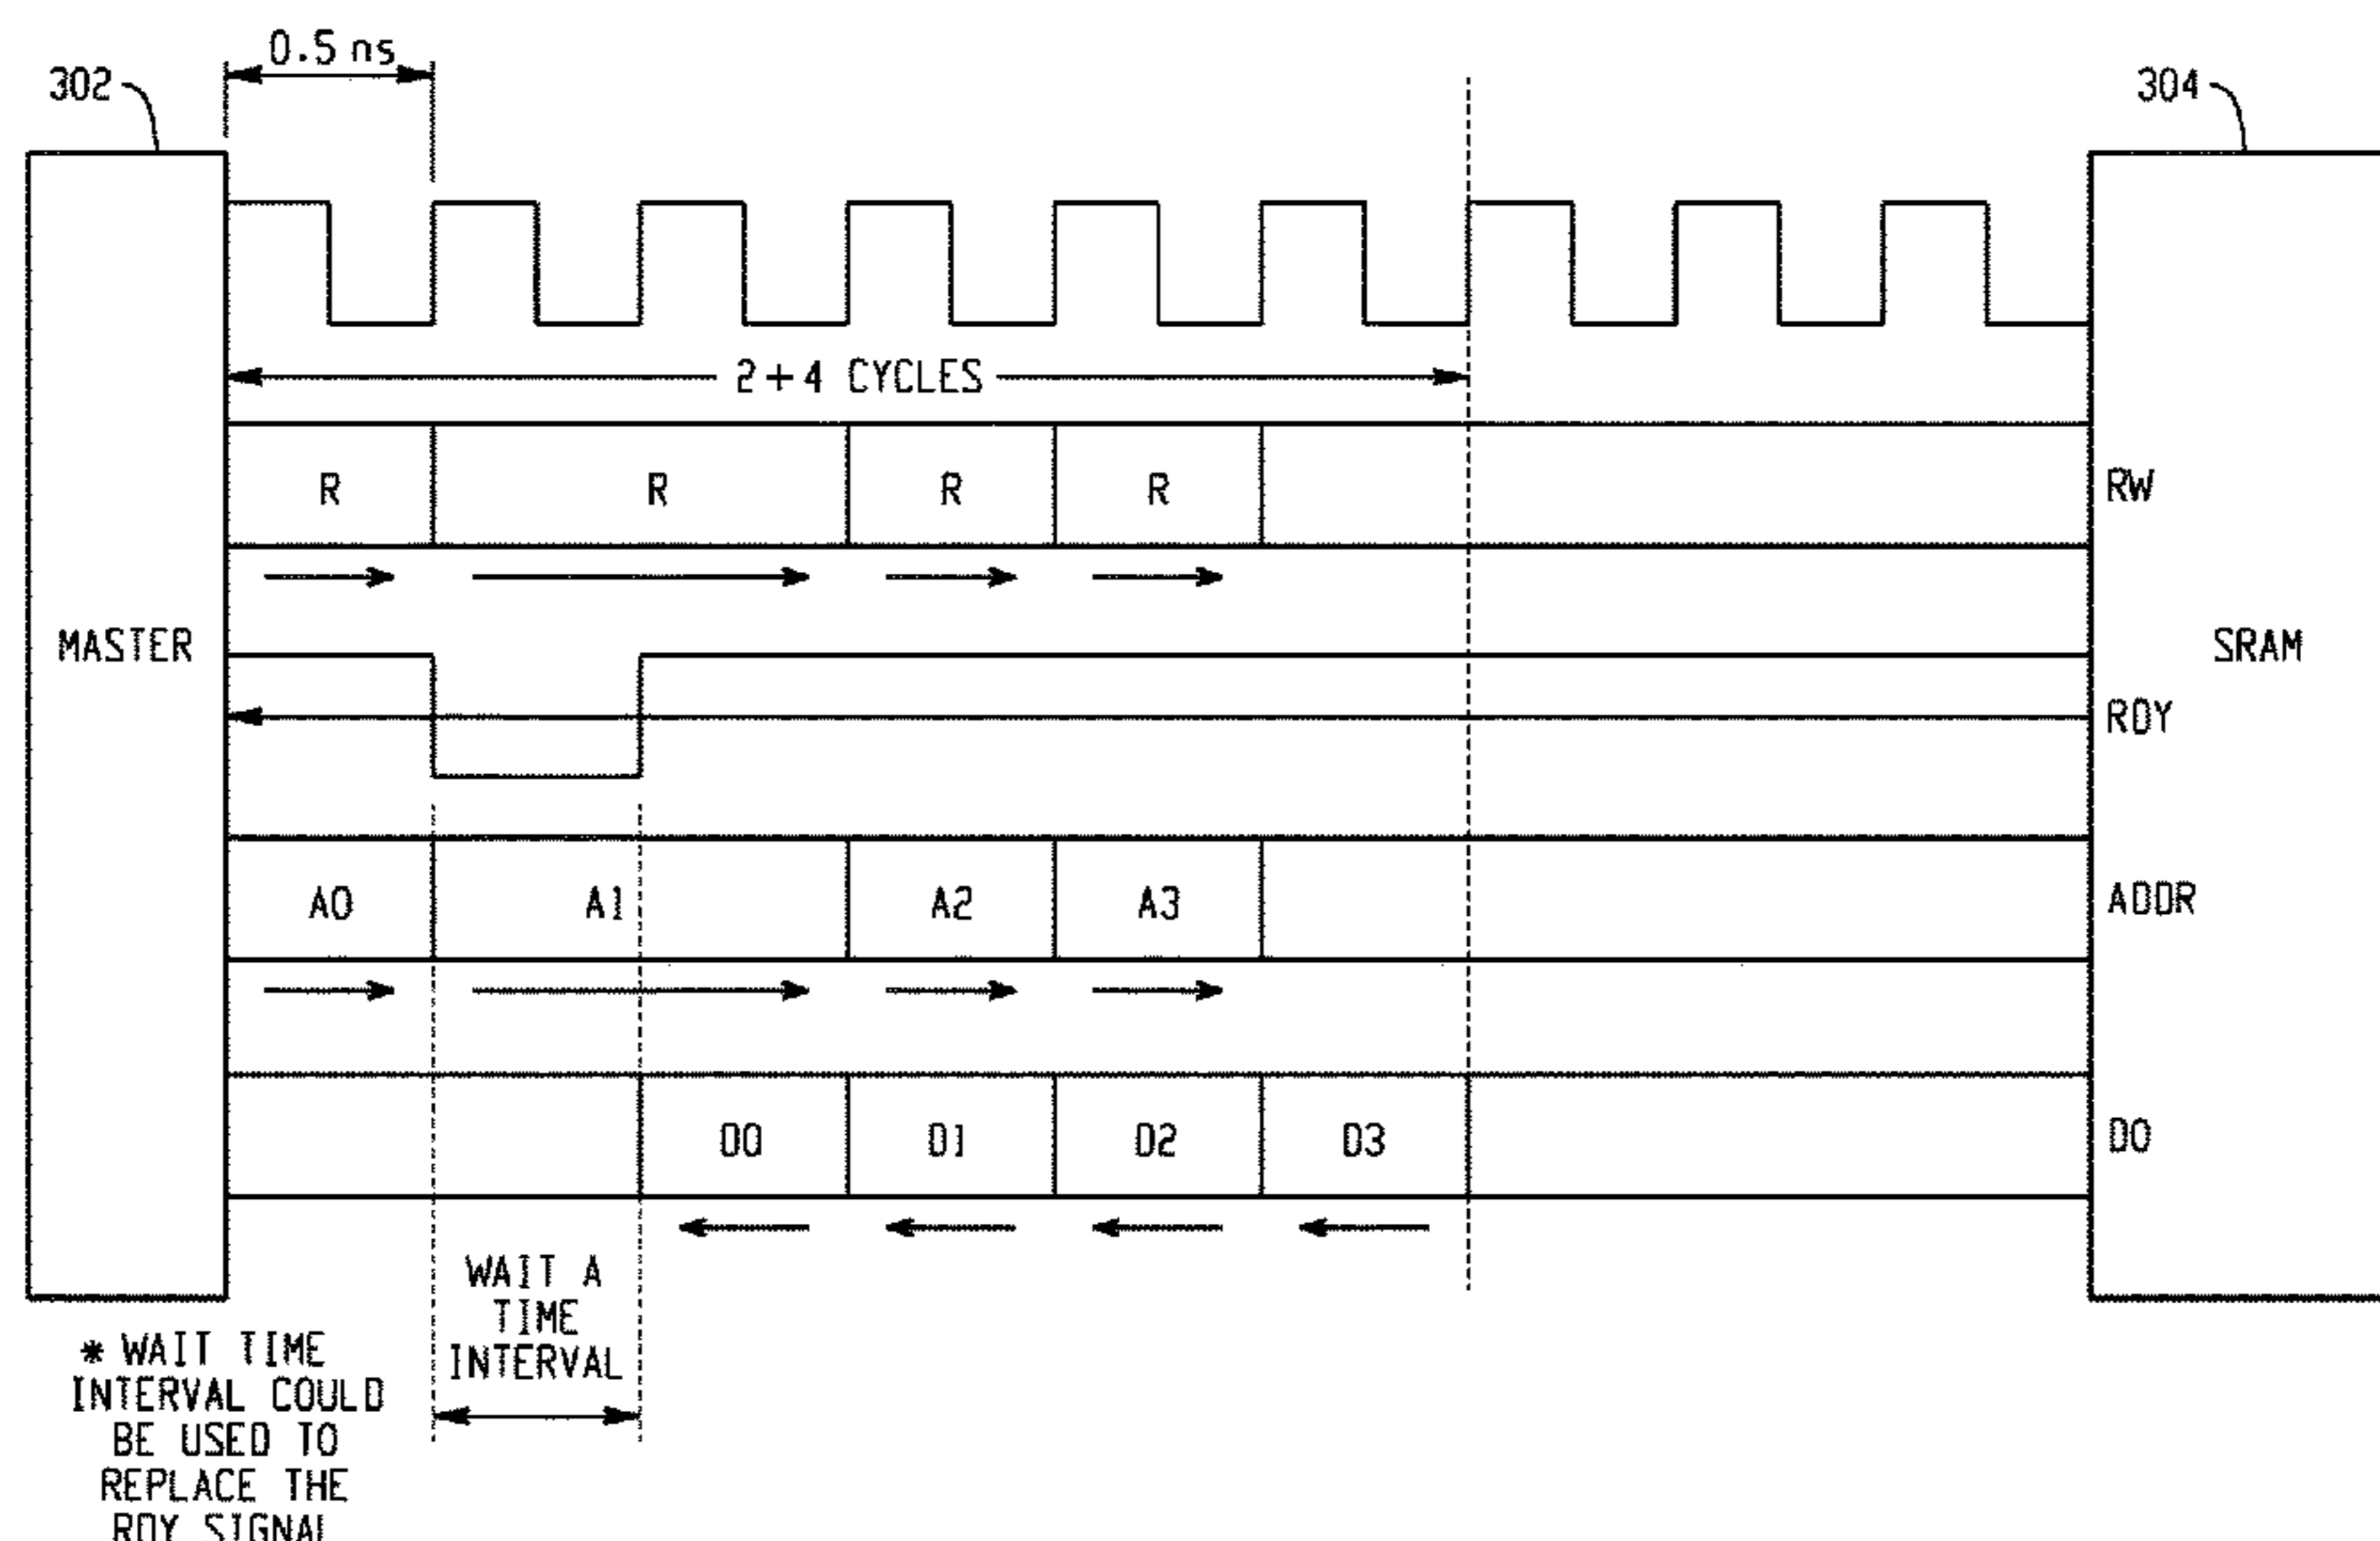 0.5 ns
302
304
2+4 CYCLES
R R R R
RW
MASTER
SRAM
RDY
A0 A1 A2 A3
ADDR
D0 D1 D2 D3
DO
WAIT A
TIME
INTERVAL
* WAIT TIME
INTERVAL COULD
BE USED TO
REPLACE THE
RDY SIGNAL